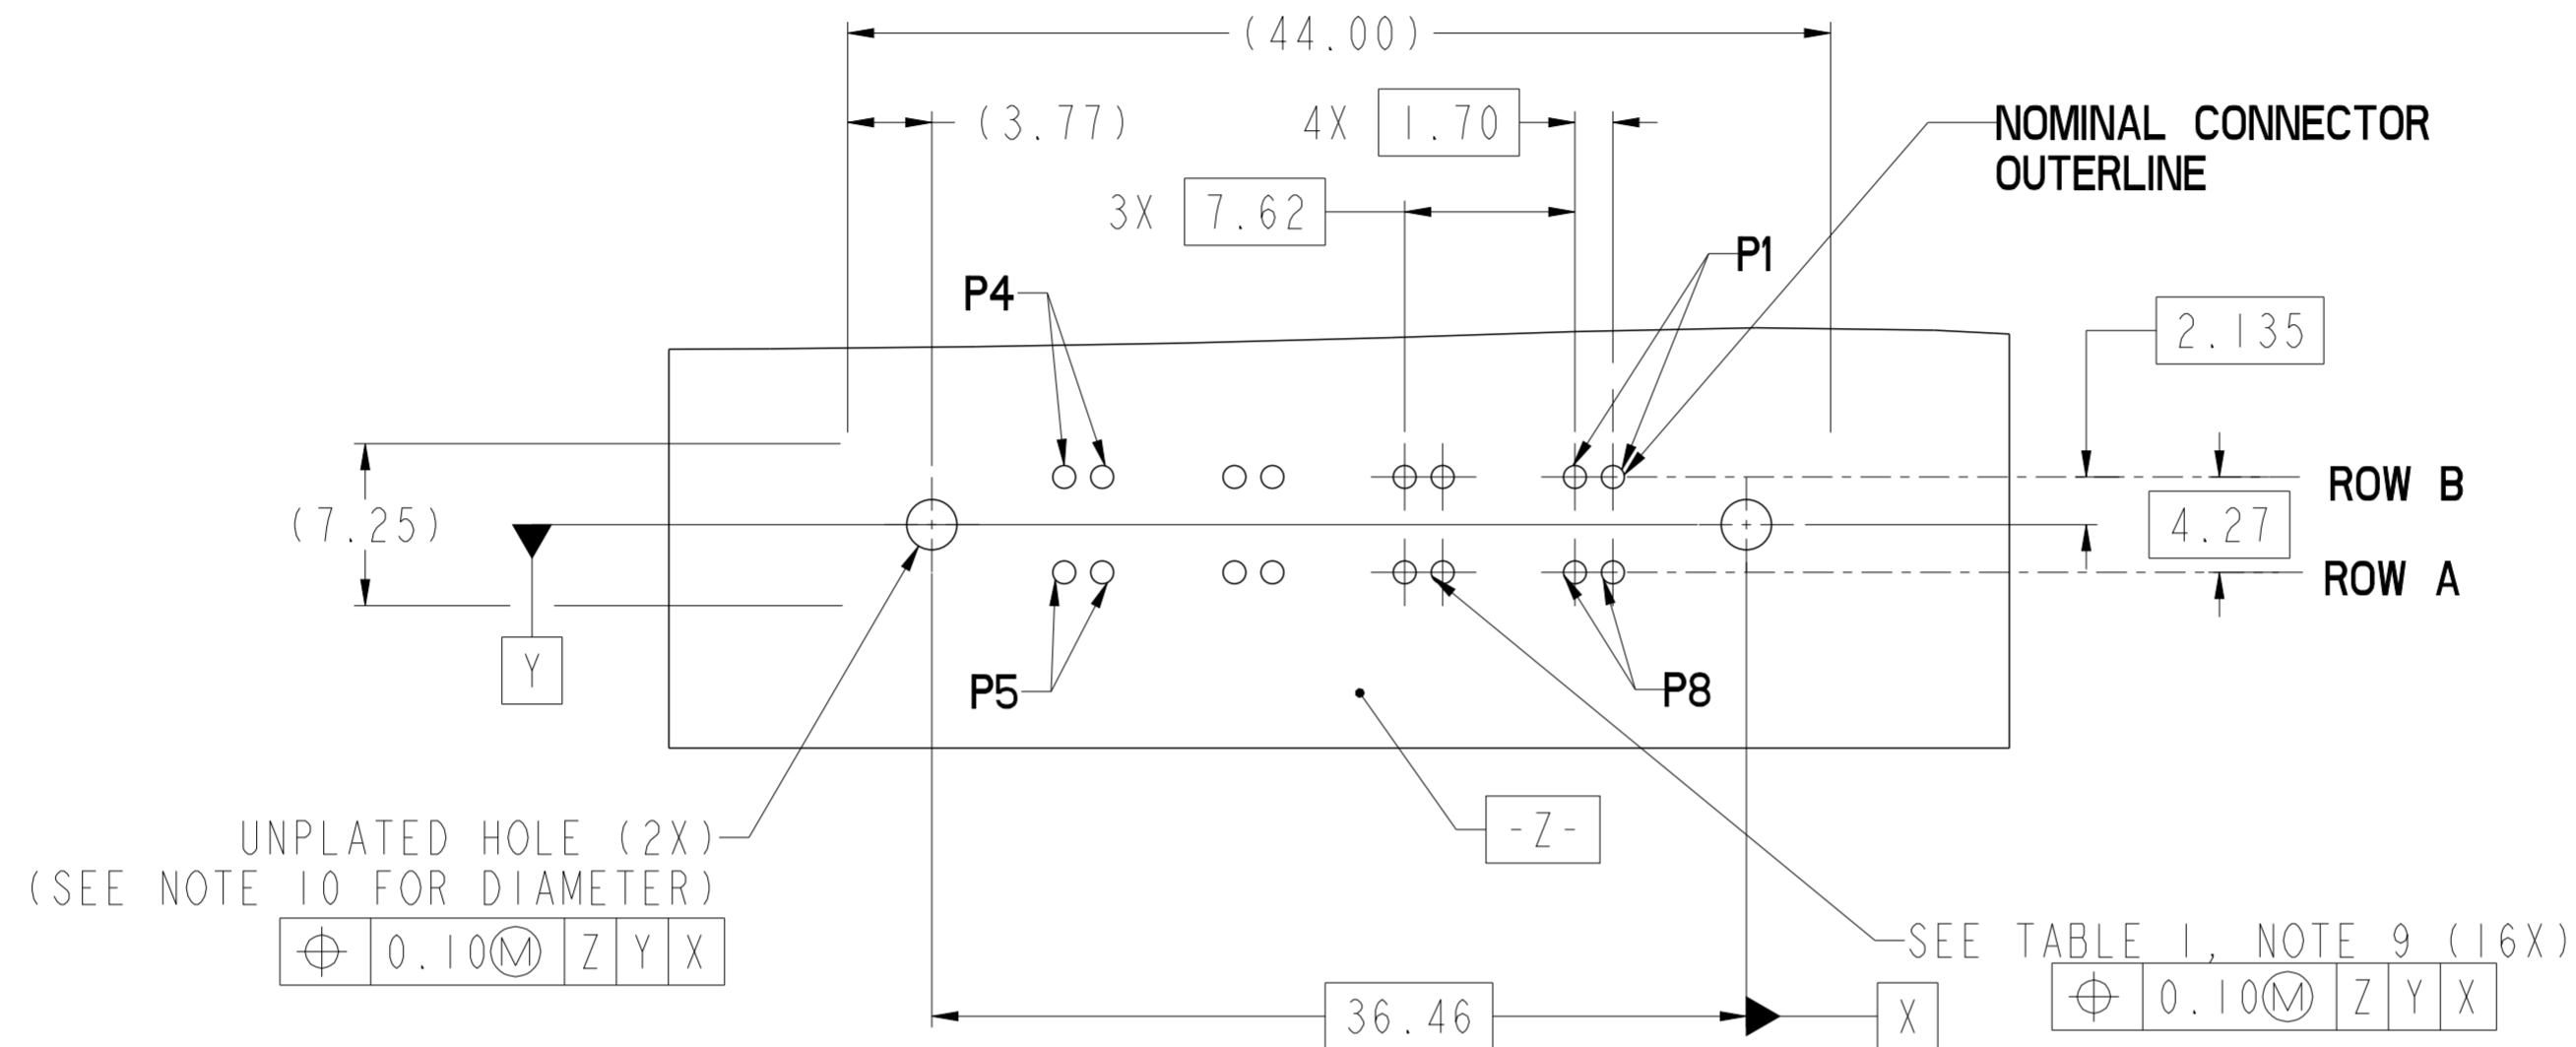 (44.00)
(3.77)
4X 1.70
NOMINAL CONNECTOR
OUTERLINE
3X 7.62
P1
P4
2.135
ROW B
(7.25)
4.27
ROW A
Y
P5
P8
-Z-
UNPLATED HOLE (2X)
(SEE NOTE 10 FOR DIAMETER)
⌖ 0.10Ⓜ Z Y X
SEE TABLE 1, NOTE 9 (16X)
⌖ 0.10Ⓜ Z Y X
36.46
X